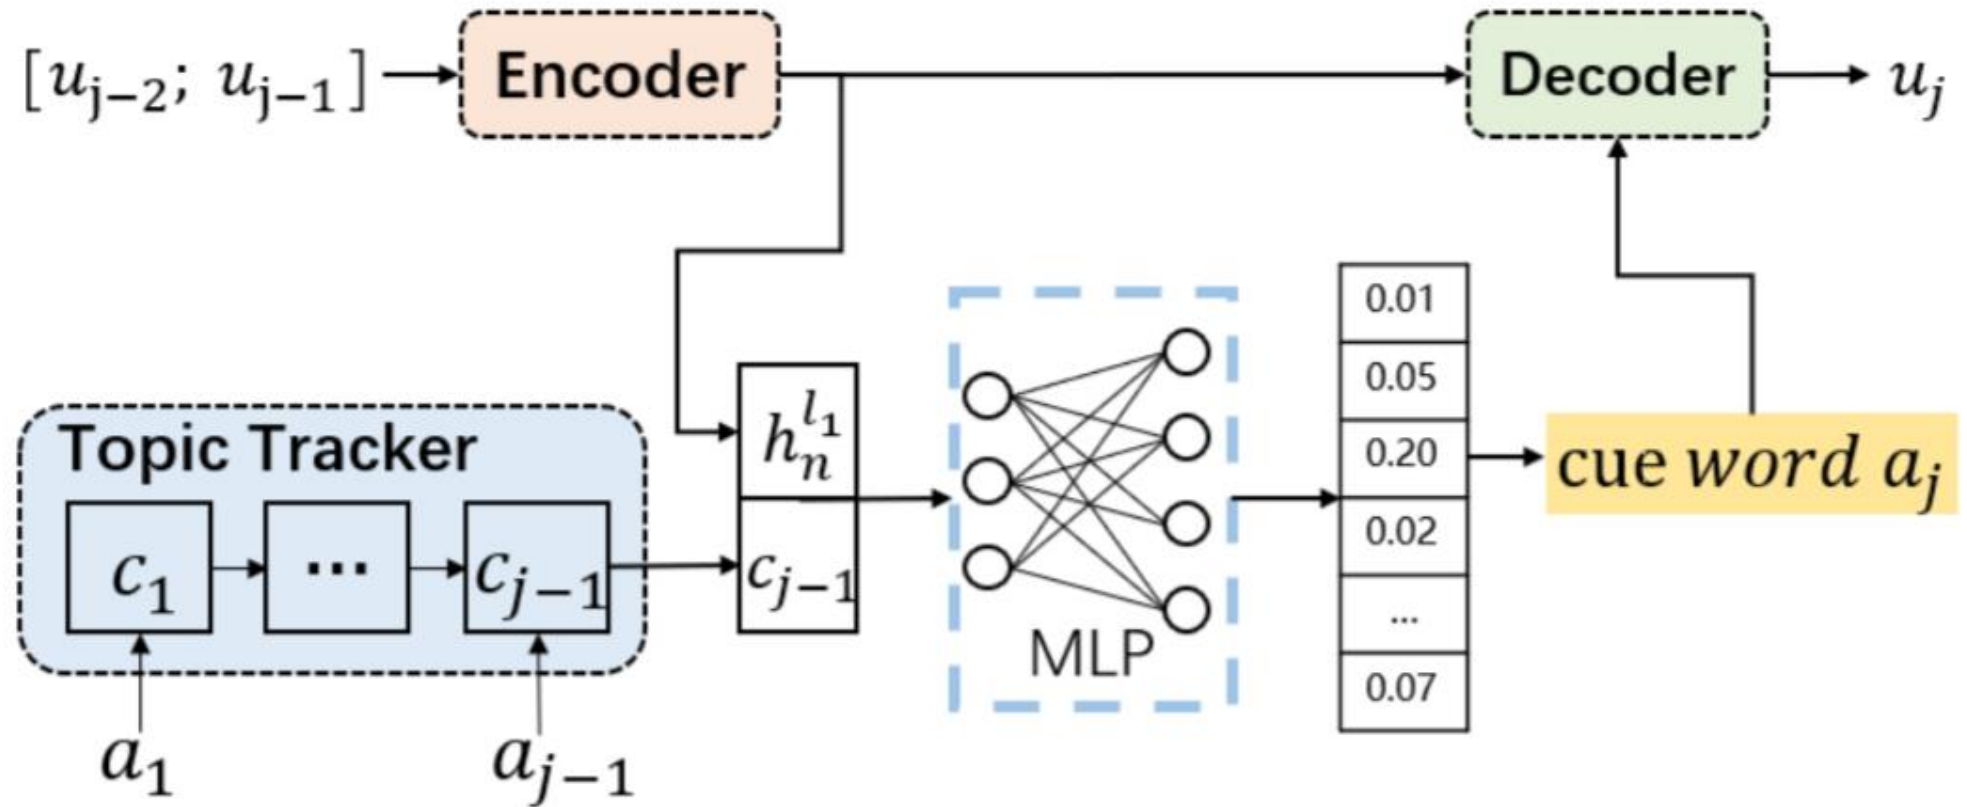 [u_{j−2}; u_{j−1}]
Encoder
Decoder
u_j
Topic Tracker
c_1
...
c_{j−1}
a_1
a_{j−1}
h_n^{l_1}
c_{j−1}
MLP
0.01
0.05
0.20
0.02
...
0.07
cue word a_j